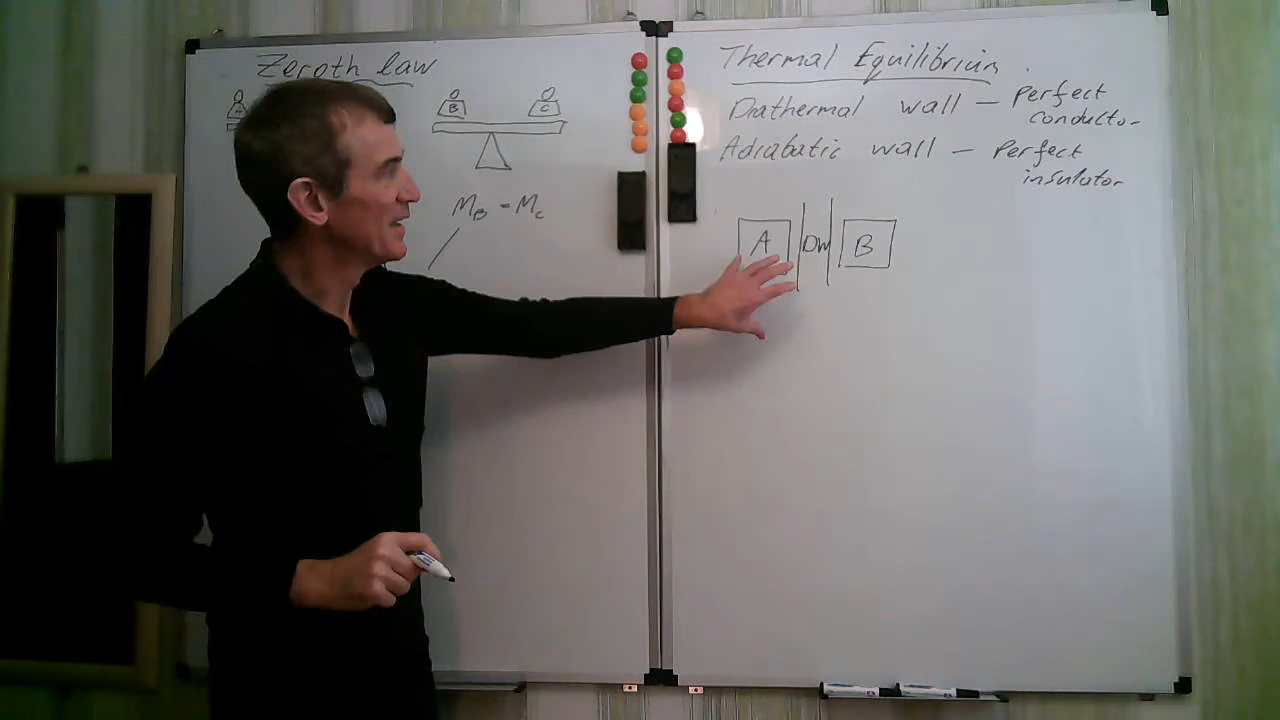 Zeroth law
B C
M_B = M_C
Thermal Equilibrium.
Diathermal wall – Perfect
conductor
Adiabatic wall – Perfect
insulator
A DW B